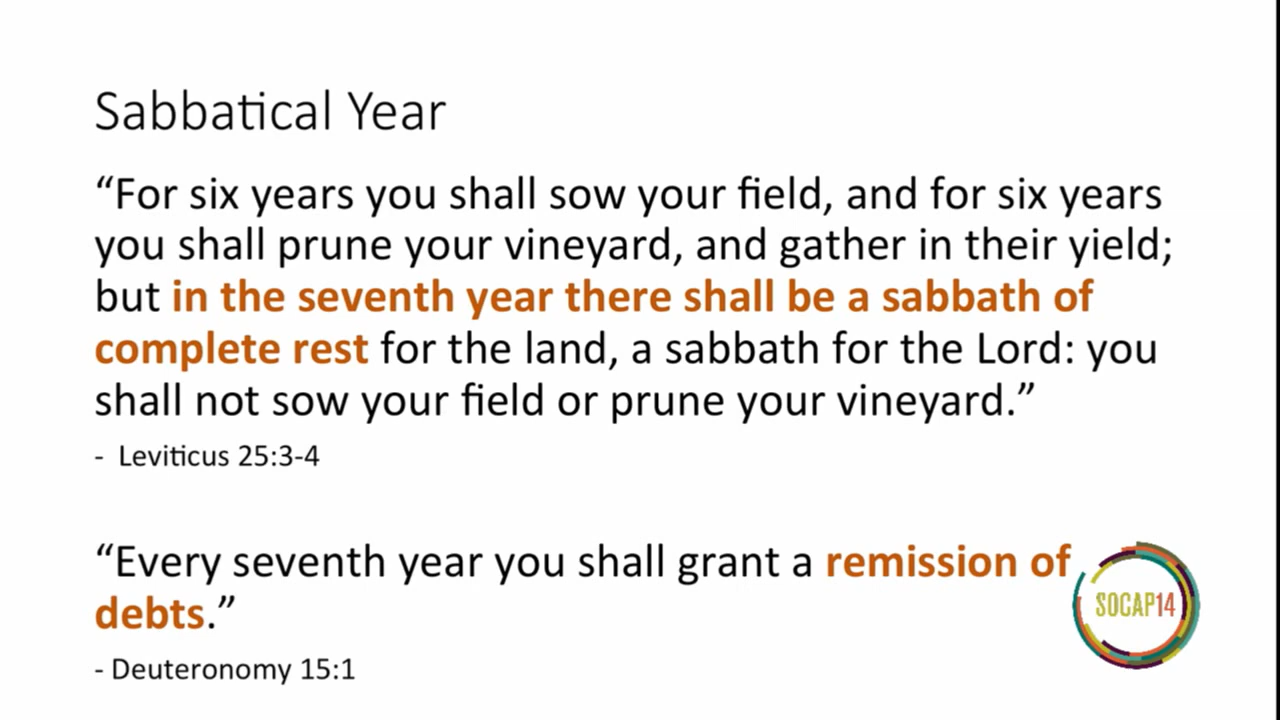 Sabbatical Year
“For six years you shall sow your field, and for six years
you shall prune your vineyard, and gather in their yield;
but in the seventh year there shall be a sabbath of
complete rest for the land, a sabbath for the Lord: you
shall not sow your field or prune your vineyard.”
- Leviticus 25:3-4
“Every seventh year you shall grant a remission of
debts.”
SOCAP14
- Deuteronomy 15:1